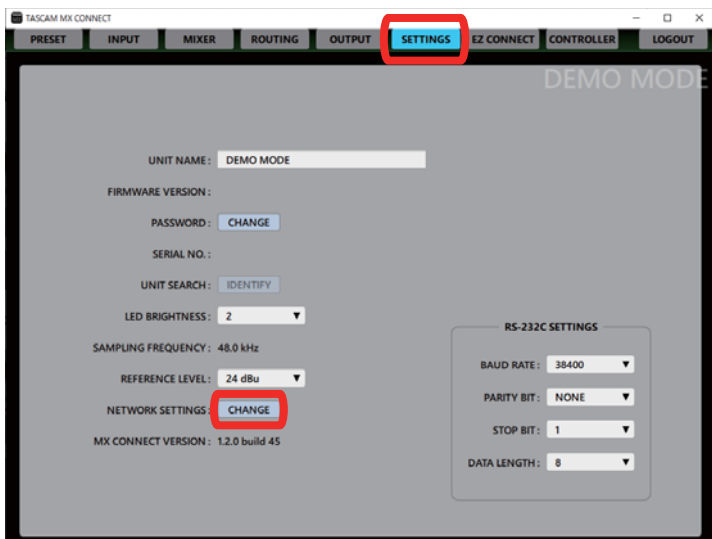 TASCAM MX CONNECT
PRESET INPUT MIXER ROUTING OUTPUT SETTINGS EZ CONNECT CONTROLLER LOGOUT
DEMO MODE
UNIT NAME : DEMO MODE
FIRMWARE VERSION :
PASSWORD : CHANGE
SERIAL NO. :
UNIT SEARCH : IDENTIFY
LED BRIGHTNESS : 2
SAMPLING FREQUENCY : 48.0 kHz
REFERENCE LEVEL : 24 dBu
NETWORK SETTINGS : CHANGE
MX CONNECT VERSION : 1.2.0 build 45
RS-232C SETTINGS
BAUD RATE : 38400
PARITY BIT : NONE
STOP BIT : 1
DATA LENGTH : 8